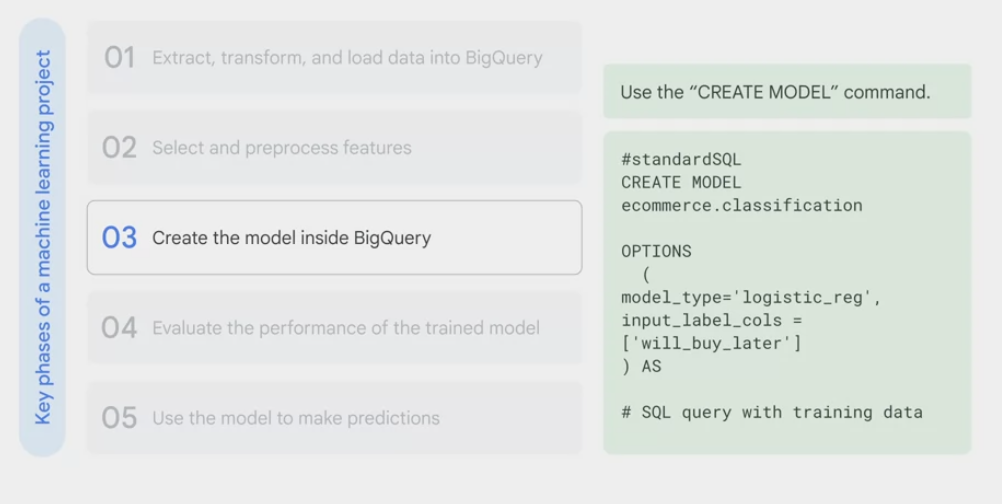 Key phases of a machine learning project
01 Extract, transform, and load data into BigQuery
02 Select and preprocess features
03 Create the model inside BigQuery
04 Evaluate the performance of the trained model
05 Use the model to make predictions
Use the “CREATE MODEL” command.
#standardSQL
CREATE MODEL
ecommerce.classification
OPTIONS
(
model_type='logistic_reg',
input_label_cols =
['will_buy_later']
) AS
# SQL query with training data